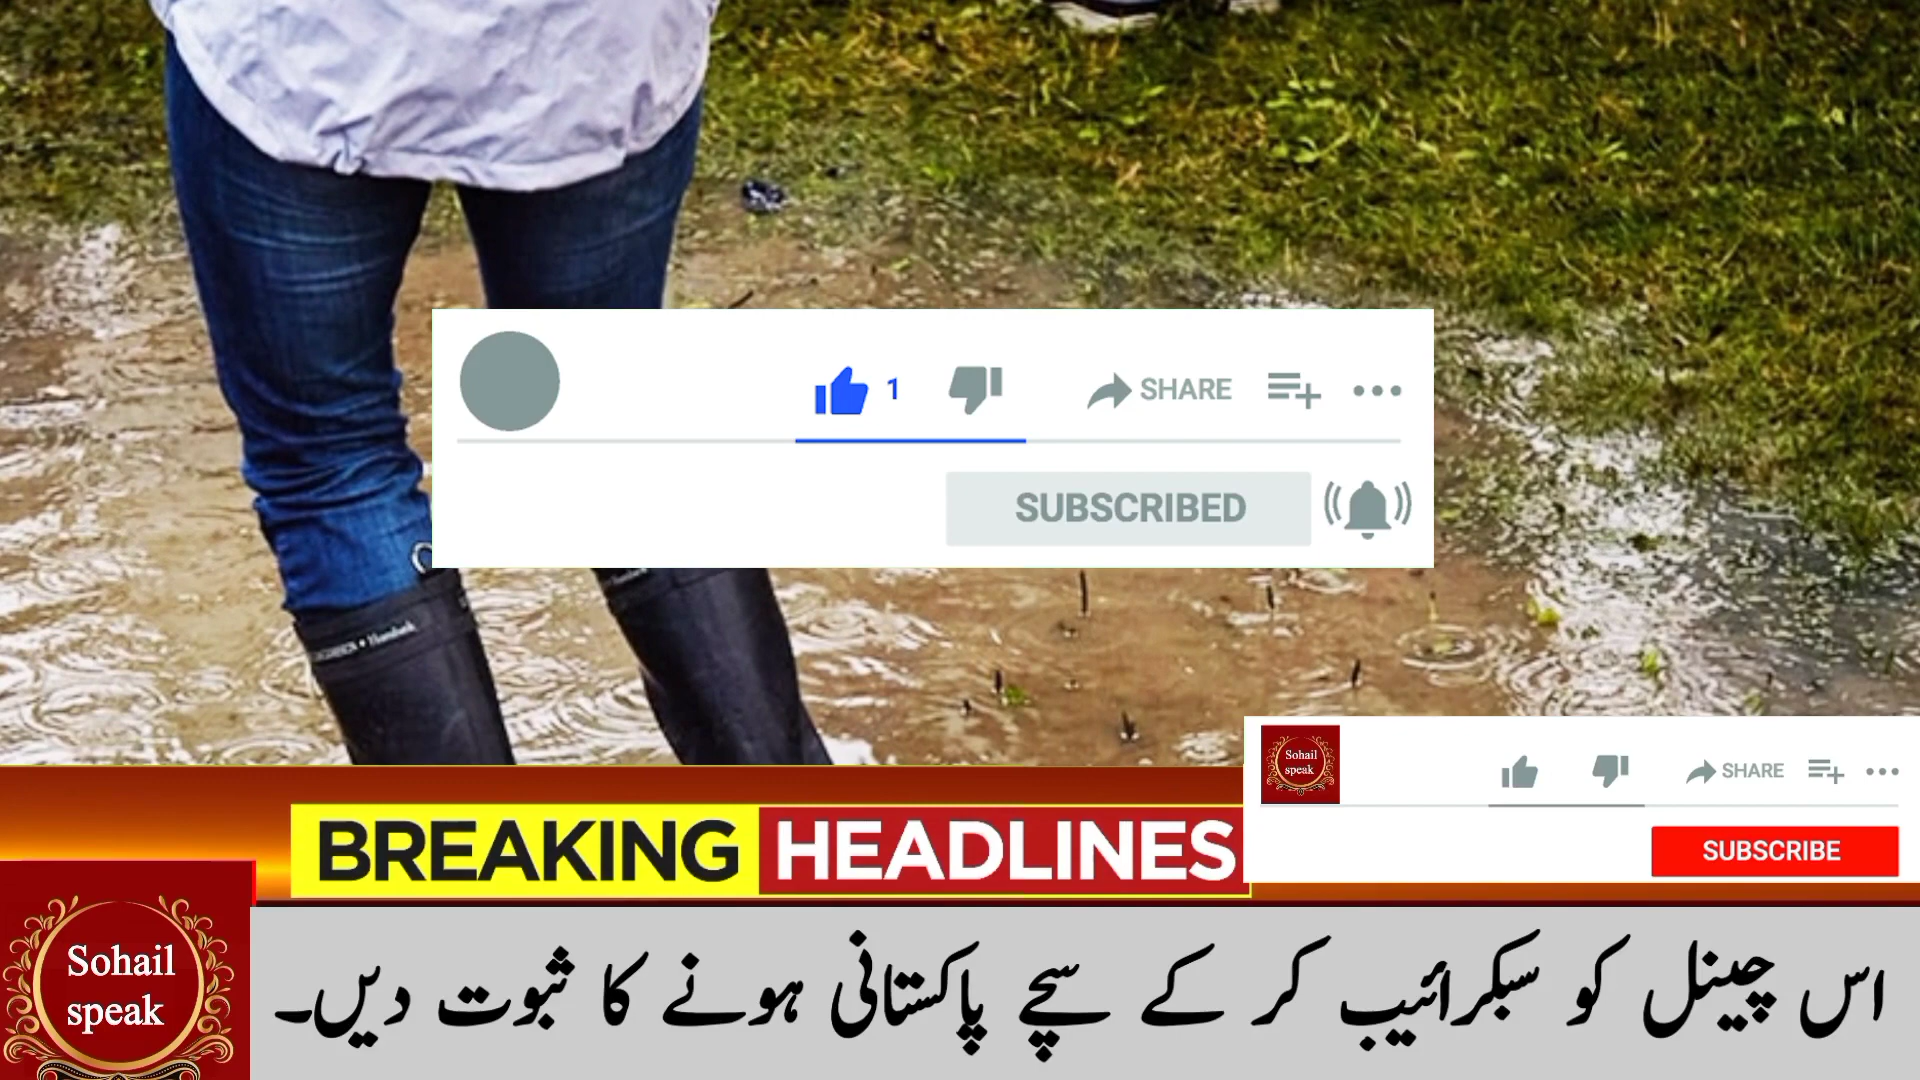 1
SHARE
SUBSCRIBED
Sohail
speak
SHARE
SUBSCRIBE
BREAKING HEADLINES
Sohail
speak
اس چینل کو سبکرائیب کر کے سچے پاکستانی ہونے کا ثبوت دیں۔